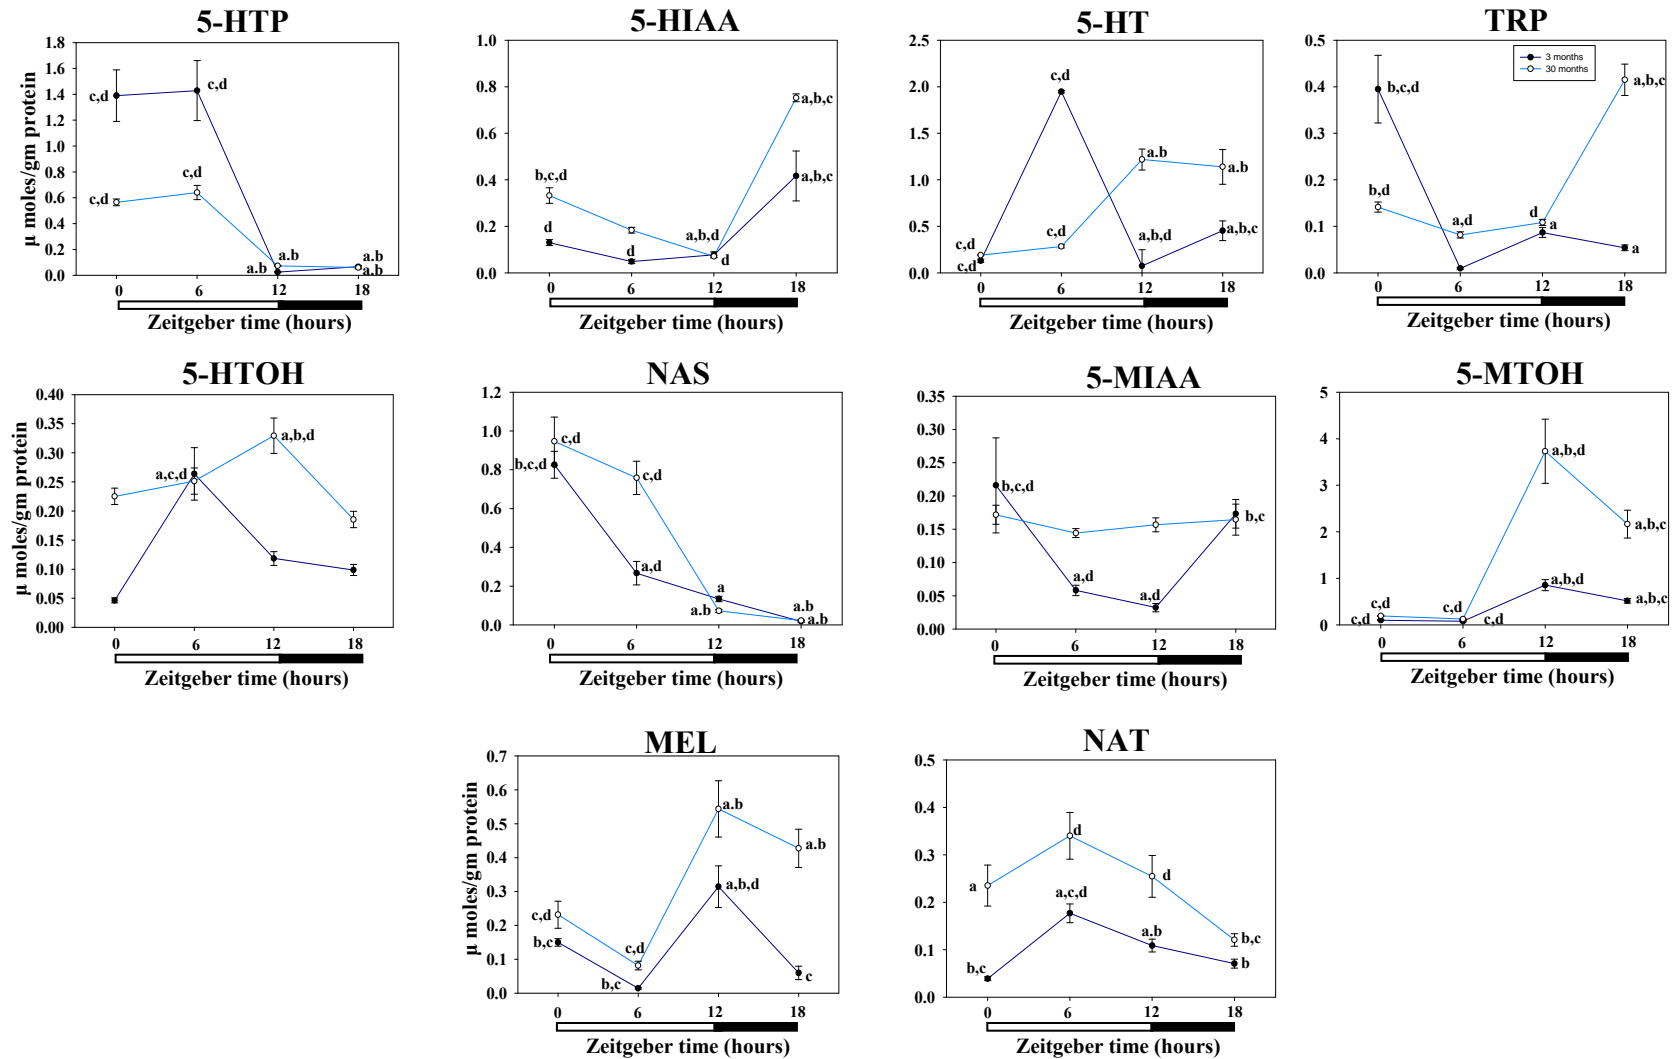 5-HTP
μ moles/gm protein
1.8
1.6
1.4
1.2
1.0
0.8
0.6
0.4
0.2
0.0
c,d
c,d
c,d
c,d
a.b
a.b
a.b
a.b
0 6 12 18
Zeitgeber time (hours)
5-HIAA
1.0
0.8
0.6
0.4
0.2
0.0
b,c,d
d
d
a,b,d
d
a,b,c
a,b,c
0 6 12 18
Zeitgeber time (hours)
5-HT
2.5
2.0
1.5
1.0
0.5
0.0
c,d
c,d
c,d
c,d
a.b
a,b,d
a.b
a,b,c
0 6 12 18
Zeitgeber time (hours)
TRP
3 months
30 months
0.5
0.4
0.3
0.2
0.1
0.0
b,c,d
b,d
a,d
d
a
a,b,c
a
0 6 12 18
Zeitgeber time (hours)
5-HTOH
μ moles/gm protein
0.40
0.35
0.30
0.25
0.20
0.15
0.10
0.05
0.00
a,c,d
a,b,d
0 6 12 18
Zeitgeber time (hours)
NAS
1.2
1.0
0.8
0.6
0.4
0.2
0.0
c,d
b,c,d
c,d
a,d
a
a.b
a.b
a.b
0 6 12 18
Zeitgeber time (hours)
5-MIAA
0.35
0.30
0.25
0.20
0.15
0.10
0.05
0.00
b,c,d
a,d
a,d
b,c
0 6 12 18
Zeitgeber time (hours)
5-MTOH
5
4
3
2
1
0
c,d
c,d
c,d
c,d
a,b,d
a,b,d
a,b,c
a,b,c
0 6 12 18
Zeitgeber time (hours)
MEL
μ moles/gm protein
0.7
0.6
0.5
0.4
0.3
0.2
0.1
0.0
c,d
b,c
c,d
b,c
a.b
a,b,d
a.b
c
0 6 12 18
Zeitgeber time (hours)
NAT
0.5
0.4
0.3
0.2
0.1
0.0
a
b,c
d
a,c,d
d
a.b
b,c
b
0 6 12 18
Zeitgeber time (hours)